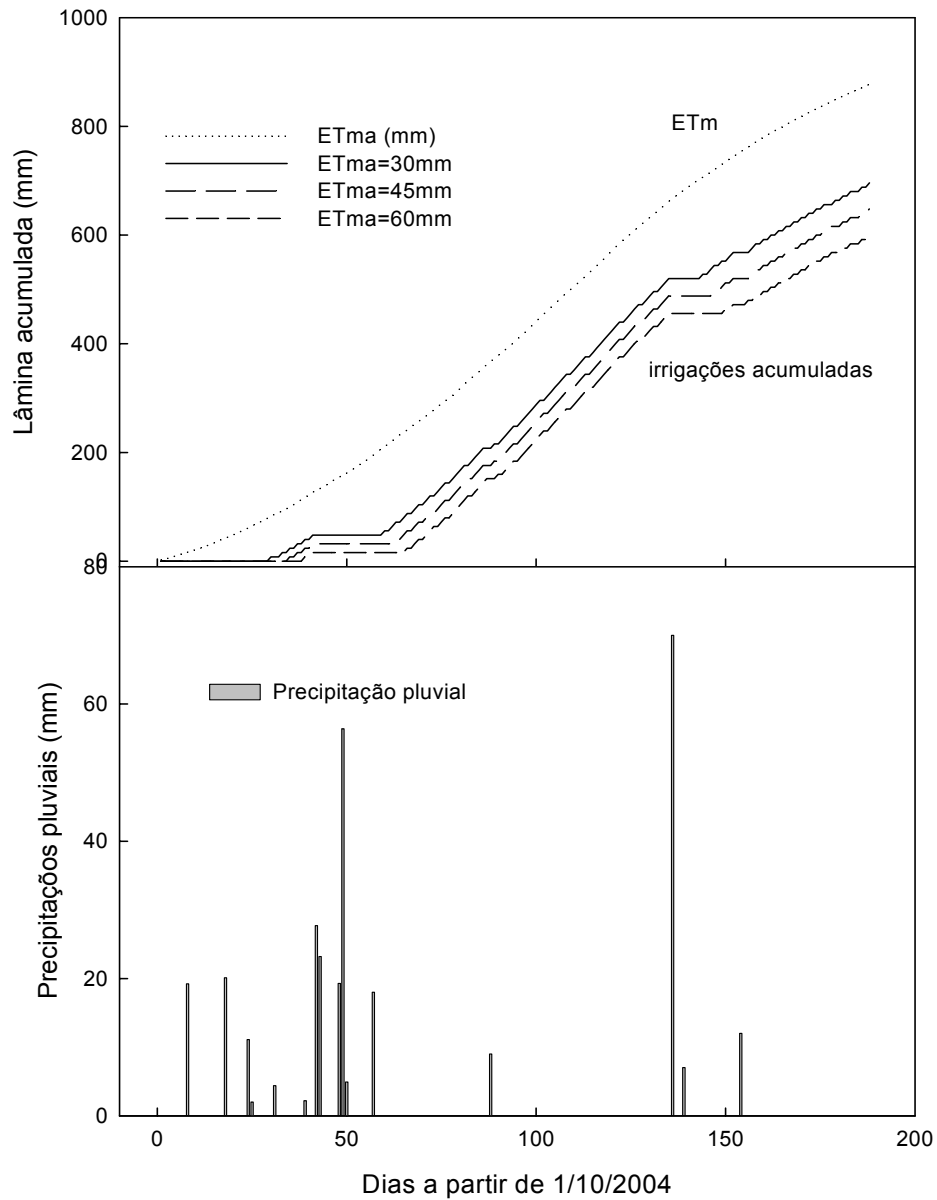 1000
800
600
400
200
0
Lâmina acumulada (mm)
ETma (mm)
ETma=30mm
ETma=45mm
ETma=60mm
ETm
irrigações acumuladas
80
60
40
20
0
Precipitaçõos pluviais (mm)
Precipitação pluvial
0 50 100 150 200
Dias a partir de 1/10/2004